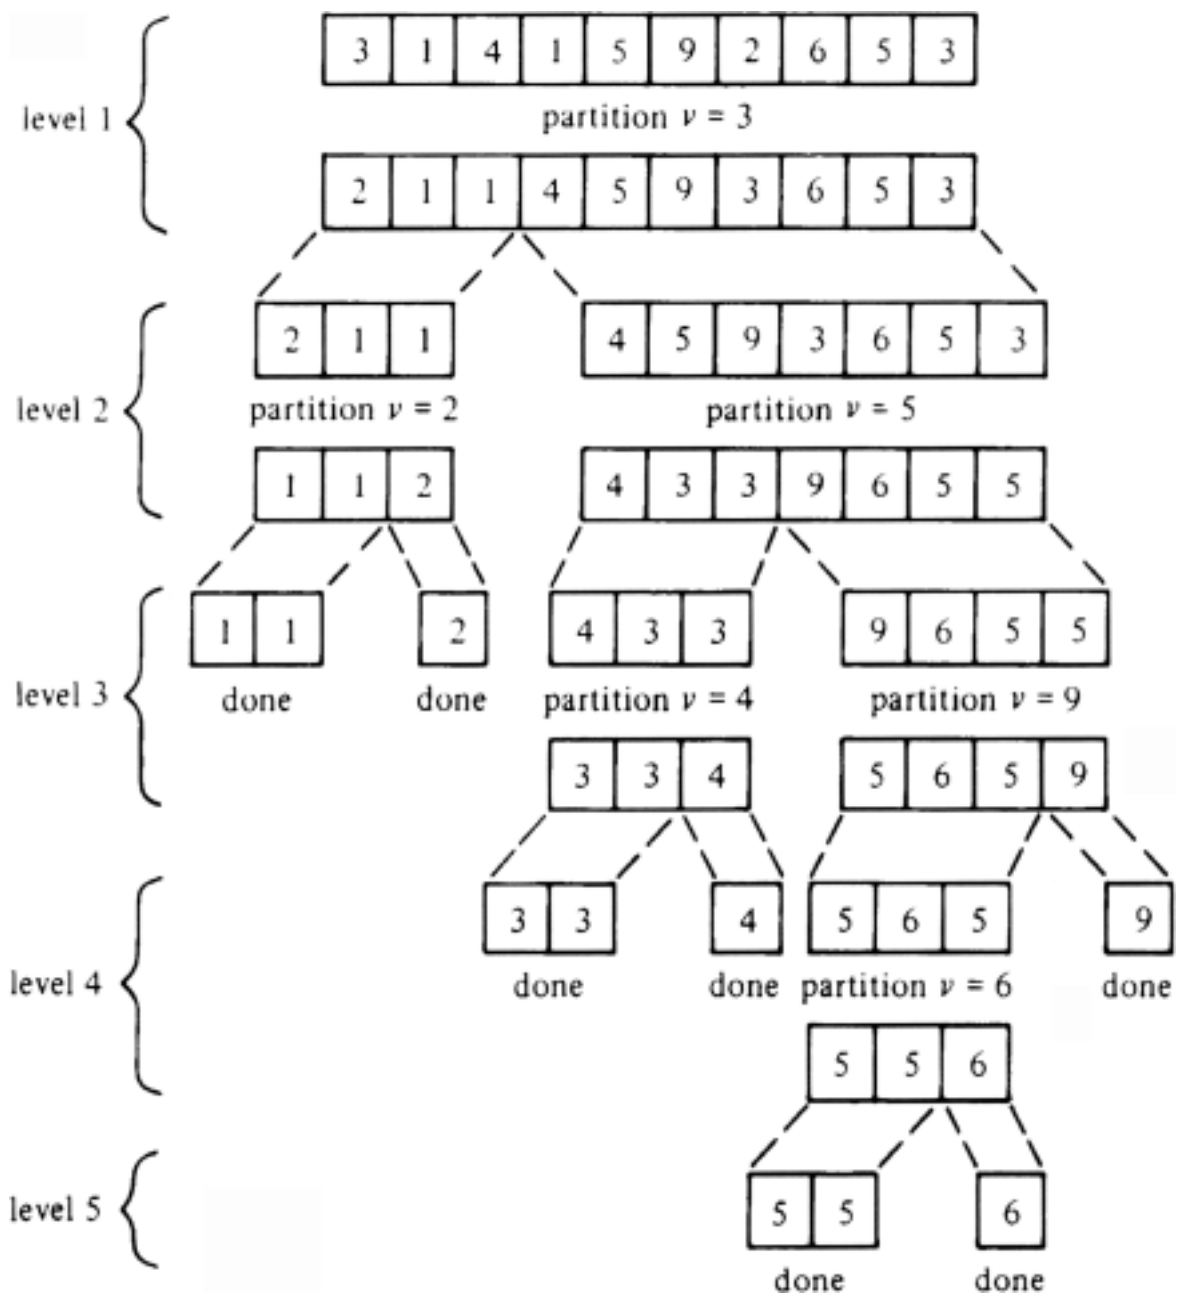 3 1 4 1 5 9 2 6 5 3
level 1
partition ν = 3
2 1 1 4 5 9 3 6 5 3
2 1 1 4 5 9 3 6 5 3
level 2
partition ν = 2 partition ν = 5
1 1 2 4 3 3 9 6 5 5
1 1 2 4 3 3 9 6 5 5
level 3
done done partition ν = 4 partition ν = 9
3 3 4 5 6 5 9
3 3 4 5 6 5 9
level 4
done done partition ν = 6 done
5 5 6
level 5
5 5 6
done done